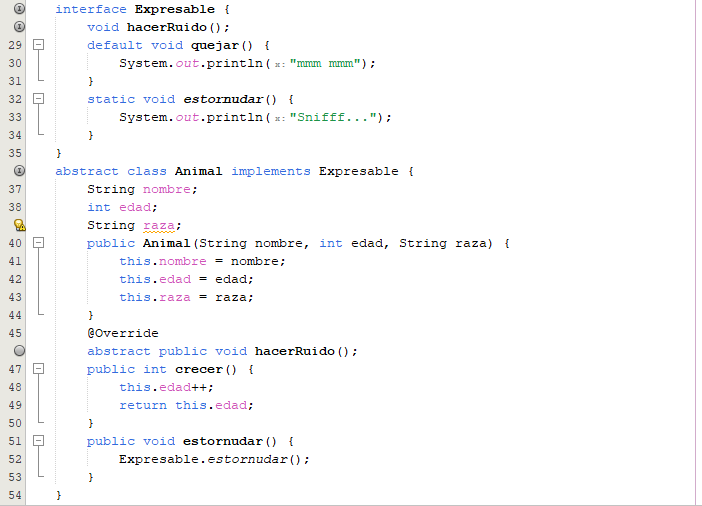 interface Expresable {
void hacerRuido();
29 default void quejar() {
30 System.out.println( x: "mmm mmm");
31 }
32 static void estornudar() {
33 System.out.println( x: "Snifff...");
34 }
35 }
abstract class Animal implements Expresable {
37 String nombre;
38 int edad;
String raza;
40 public Animal(String nombre, int edad, String raza) {
41 this.nombre = nombre;
42 this.edad = edad;
43 this.raza = raza;
44 }
45 @Override
abstract public void hacerRuido();
47 public int crecer() {
48 this.edad++;
49 return this.edad;
50 }
51 public void estornudar() {
52 Expresable.estornudar();
53 }
54 }